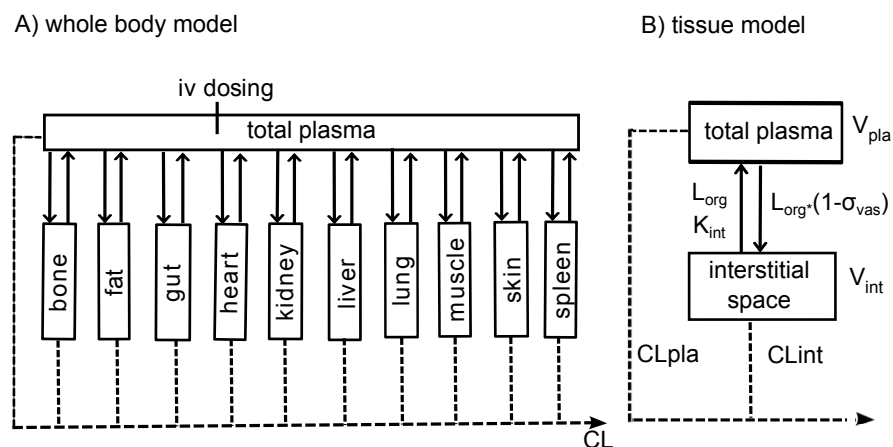 A) whole body model
B) tissue model
iv dosing
total plasma
bone
fat
gut
heart
kidney
liver
lung
muscle
skin
spleen
CL
total plasma
V_pla
L_org
K_int
L_org*(1-σ_vas)
interstitial
space
V_int
CLpla
CLint